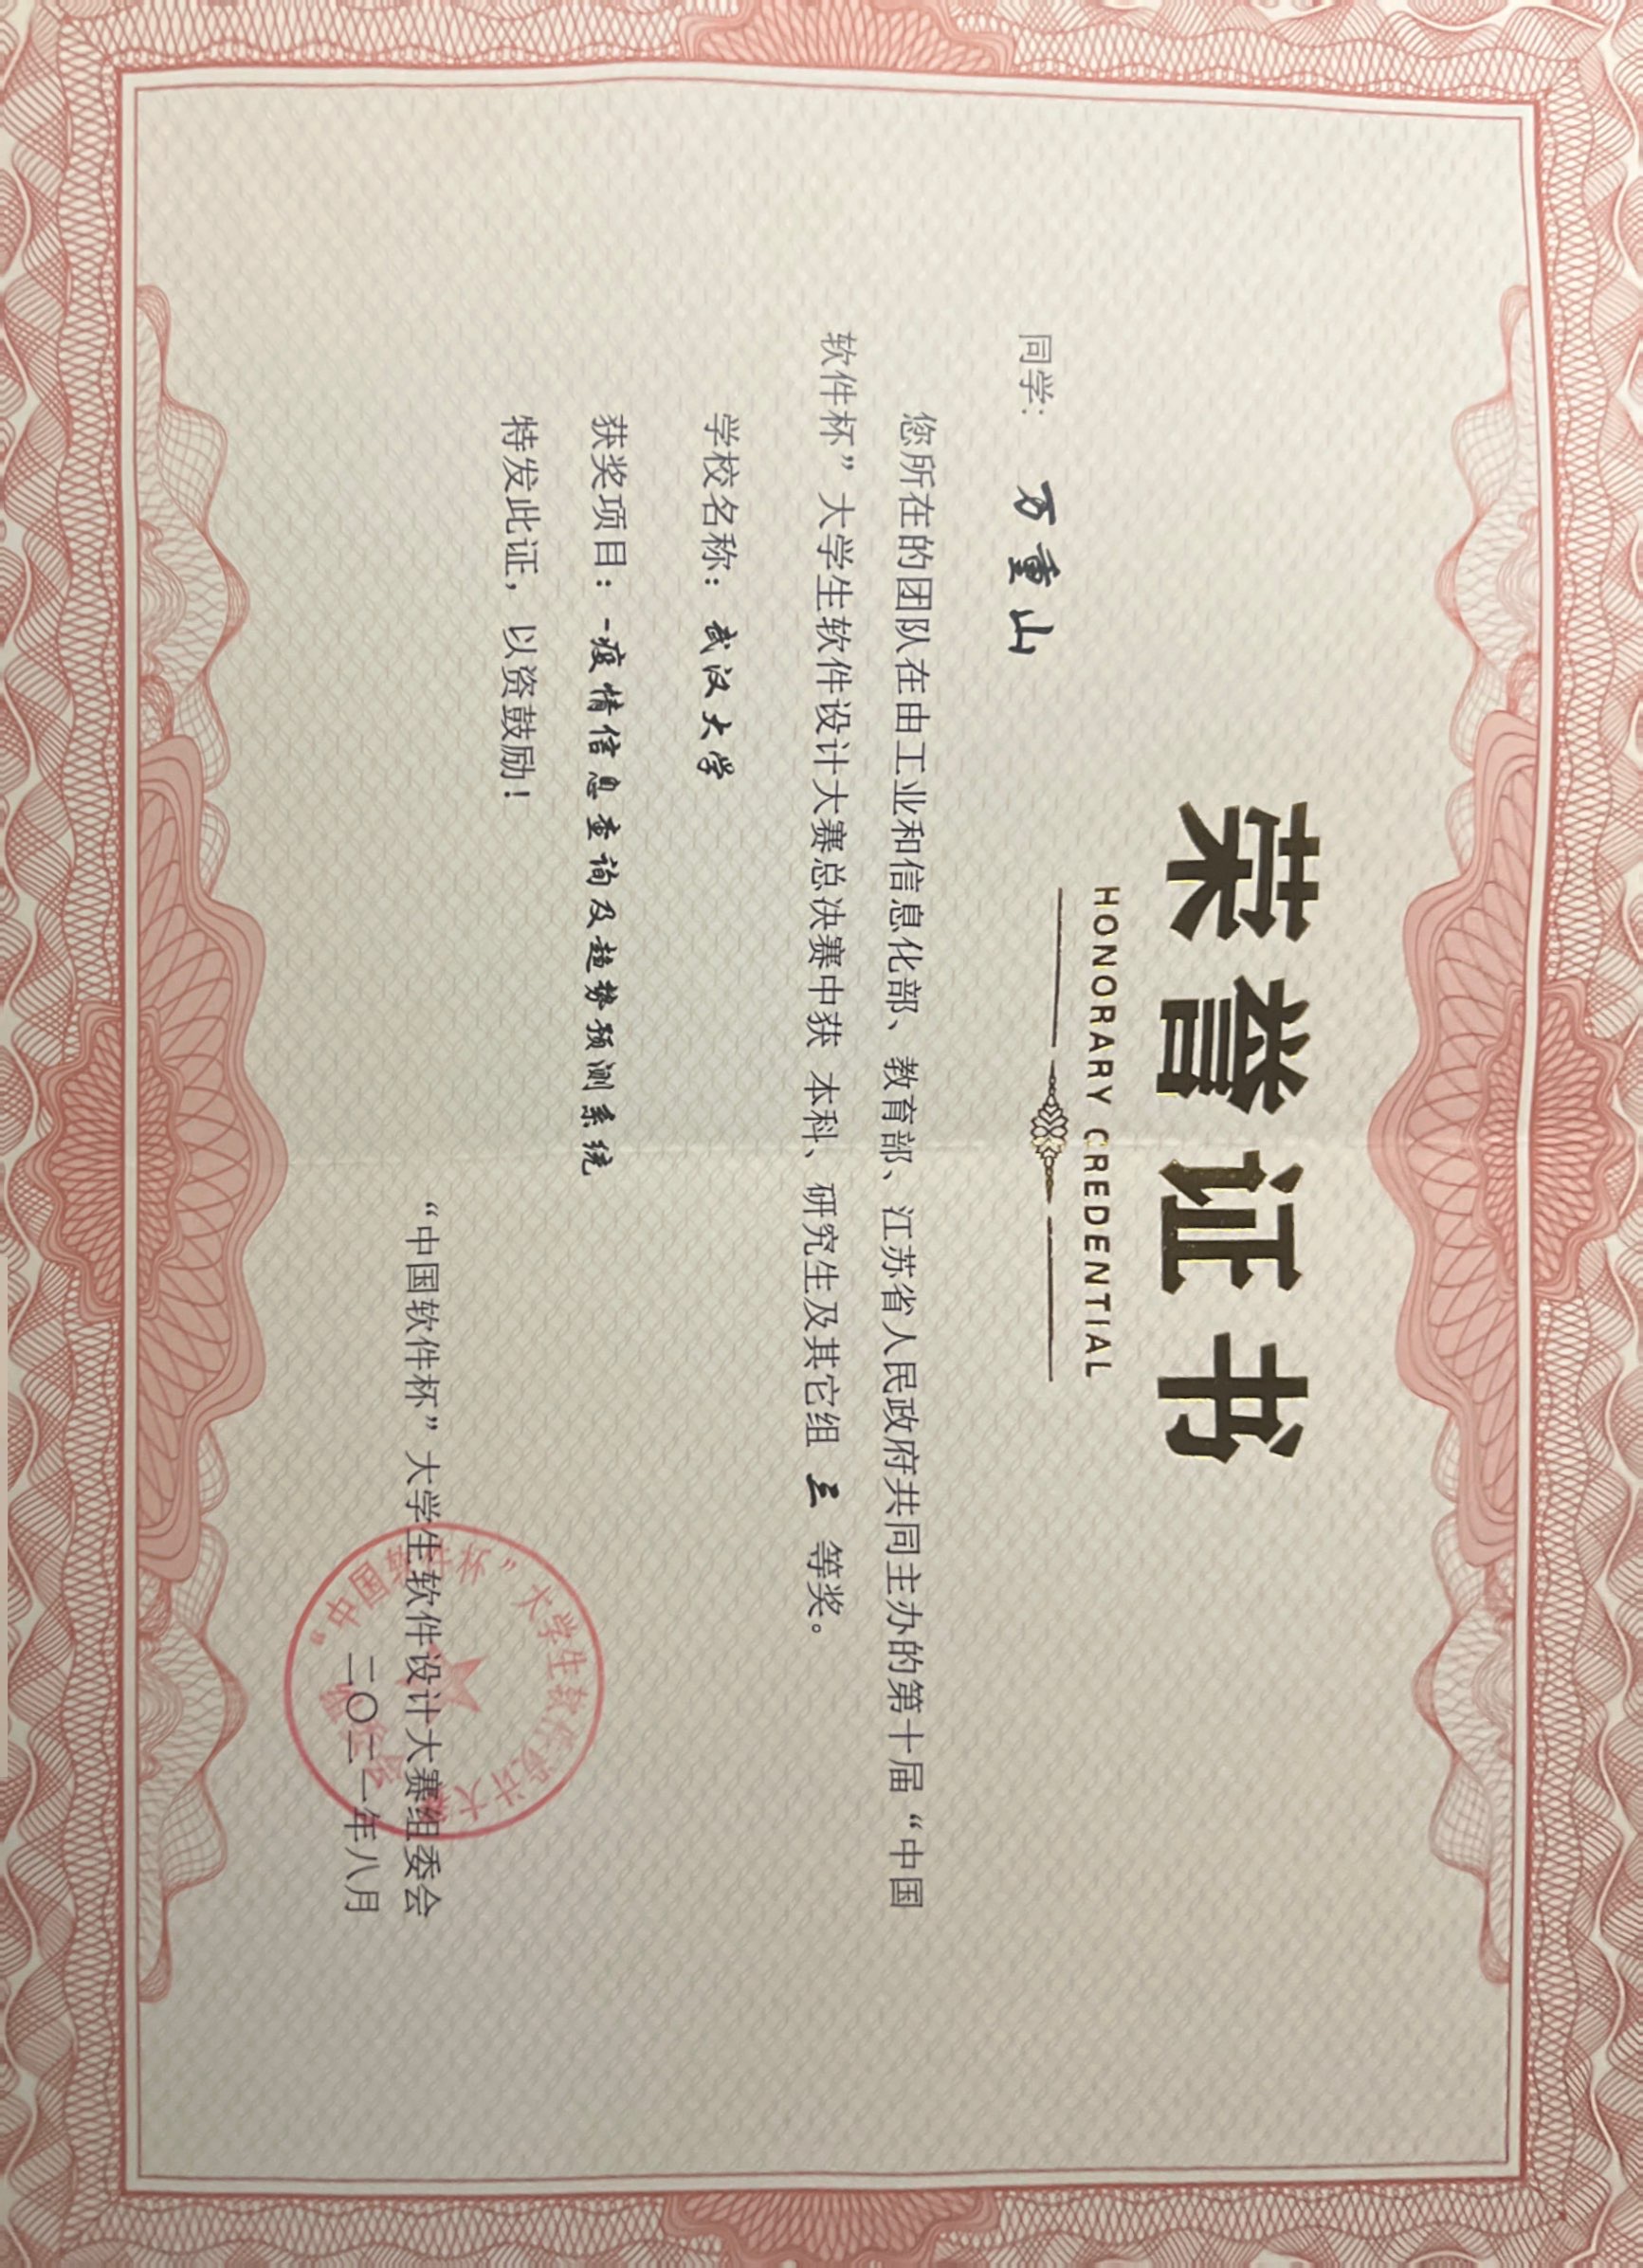 荣誉证书
HONORARY CREDENTIAL
同学: 万重山
您所在的团队在由工业和信息化部、教育部、江苏省人民政府共同主办的第十届“中国
软件杯”大学生软件设计大赛总决赛中获 本科、研究生及其它组 三 等奖。
学校名称：武汉大学
获奖项目：-疫情信息查询及趋势预测系统
特发此证，以资鼓励！
“中国软件杯”大学生软件设计大赛组委会
二〇二一年八月
“中国软件杯”大学生软件设计大赛